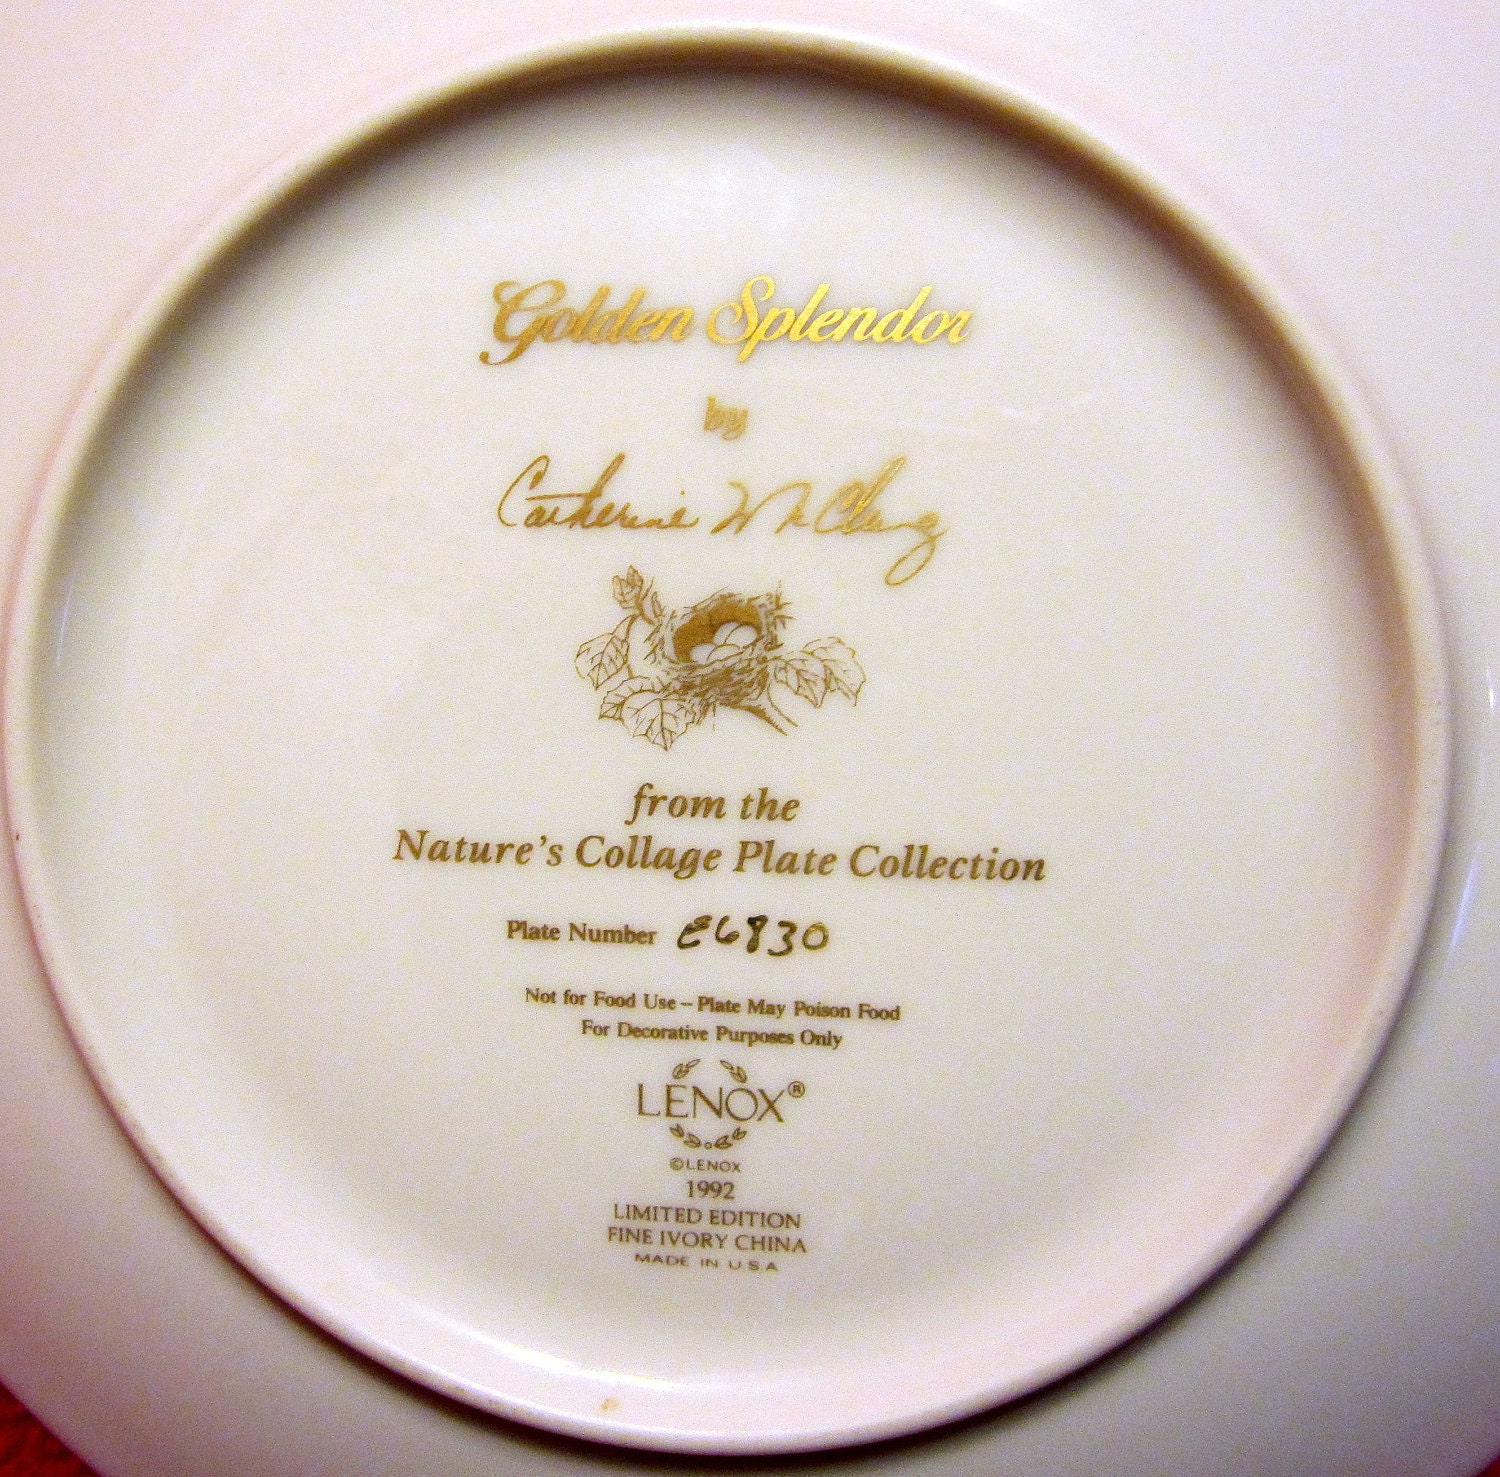 Golden Splendor
by
Catherine McClung
from the
Nature's Collage Plate Collection
Plate Number E6830
Not for Food Use – Plate May Poison Food
For Decorative Purposes Only
LENOX®
©LENOX
1992
LIMITED EDITION
FINE IVORY CHINA
MADE IN U.S.A